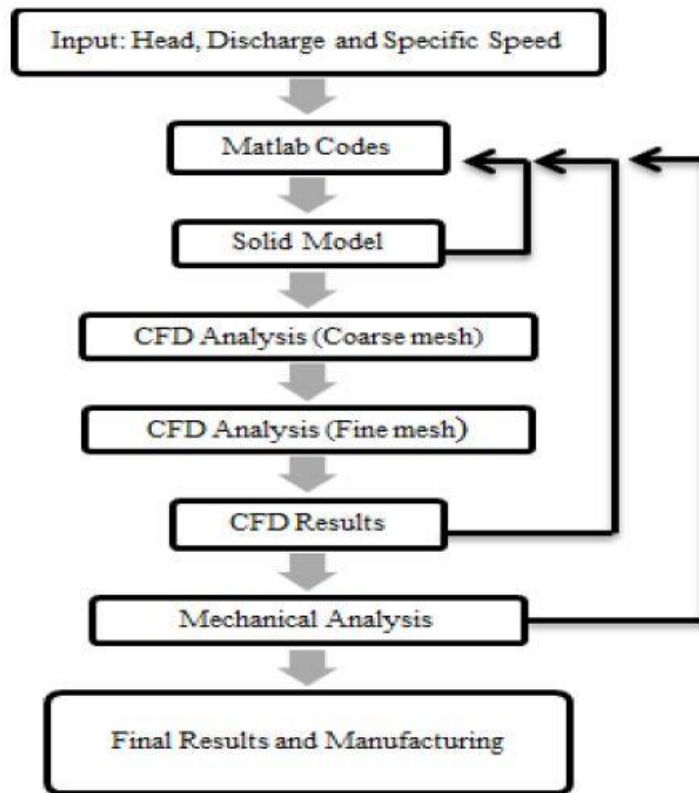 Input: Head, Discharge and Specific Speed
Matlab Codes
Solid Model
CFD Analysis (Coarse mesh)
CFD Analysis (Fine mesh)
CFD Results
Mechanical Analysis
Final Results and Manufacturing